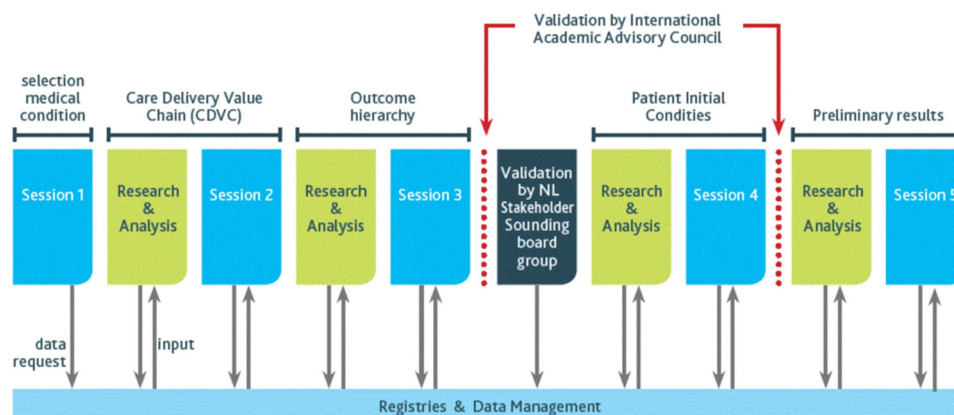 Validation by International
Academic Advisory Council
selection
medical
condition
Care Delivery Value
Chain (CDVC)
Outcome
hierarchy
Patient Initial
Condities
Preliminary results
Session 1
Research
&
Analysis
Session 2
Research
&
Analysis
Session 3
Validation
by NL
Stakeholder
Sounding
board
group
Research
&
Analysis
Session 4
Research
&
Analysis
Session 5
data
request
input
Registries & Data Management